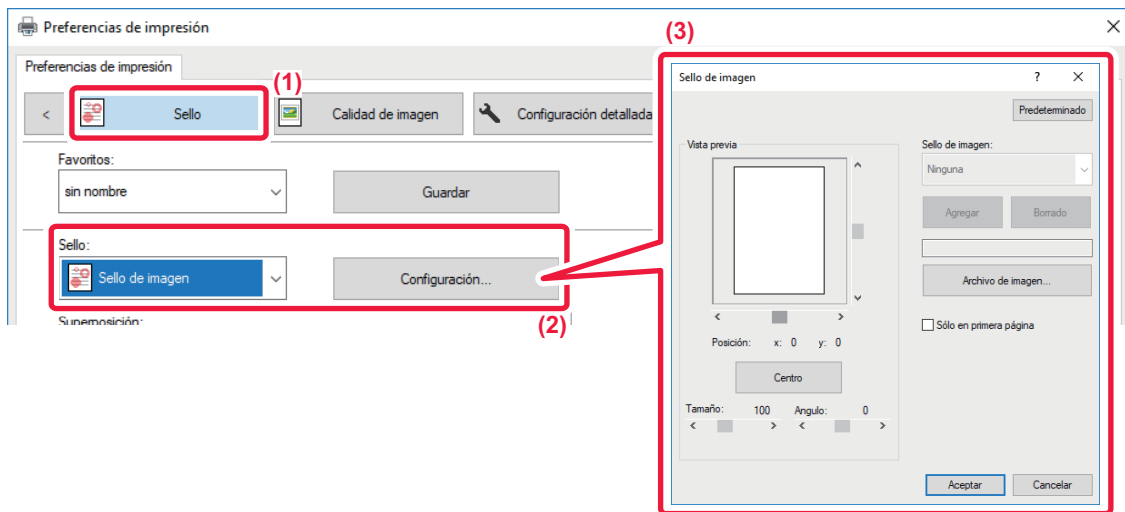 Preferencias de impresión
Preferencias de impresión
(1)
<
Sello
Calidad de imagen
Configuración detallada
Favoritos:
sin nombre
Guardar
Sello:
Sello de imagen
Configuración...
(2)
Superposición:
(3)
Sello de imagen
?
Predeterminado
Vista previa
Posición: x: 0 y: 0
Centro
Tamaño: 100 Angulo: 0
Sello de imagen:
Ninguna
Agregar
Borrado
Archivo de imagen...
Sólo en primera página
Aceptar
Cancelar